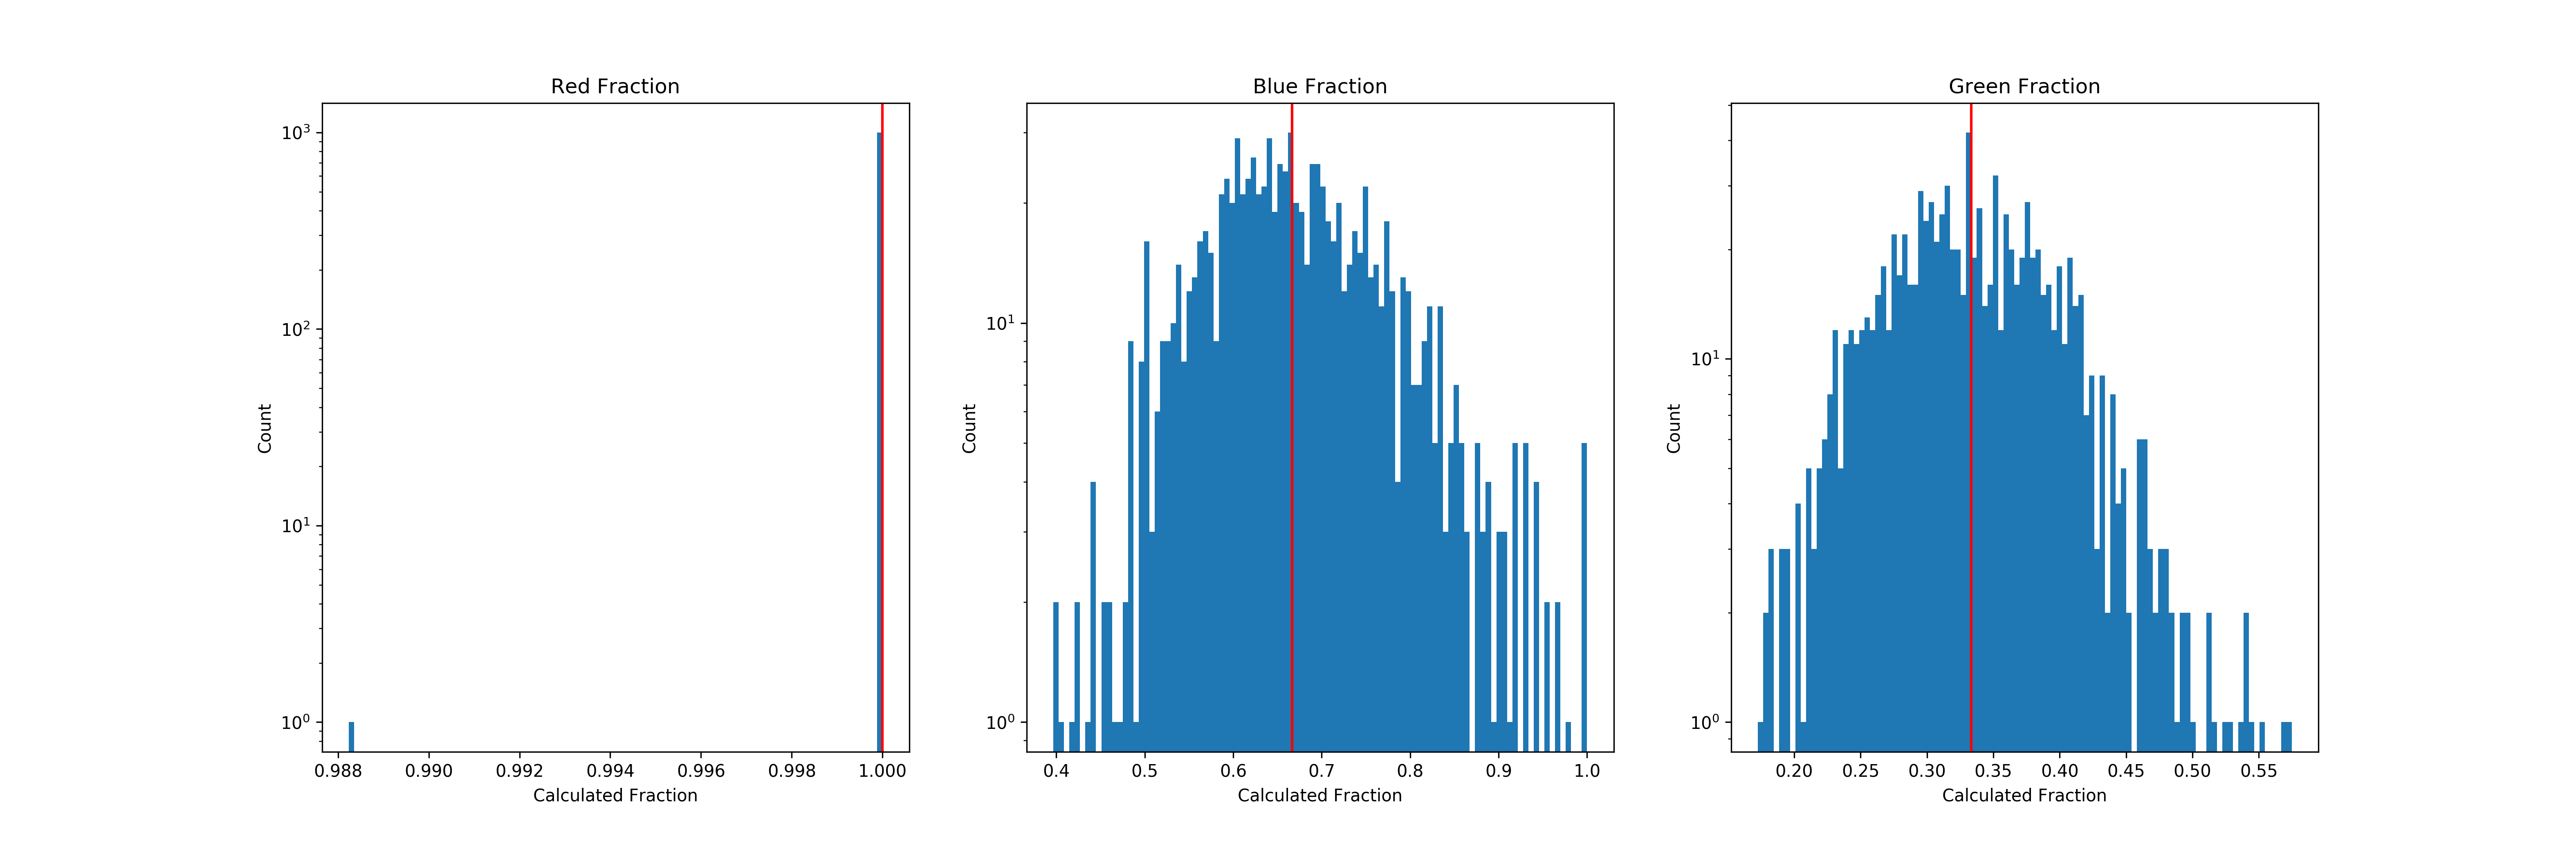 Red Fraction
Count
10^3
10^2
10^1
10^0
0.988 0.990 0.992 0.994 0.996 0.998 1.000
Calculated Fraction
Blue Fraction
Count
10^1
10^0
0.4 0.5 0.6 0.7 0.8 0.9 1.0
Calculated Fraction
Green Fraction
Count
10^1
10^0
0.20 0.25 0.30 0.35 0.40 0.45 0.50 0.55
Calculated Fraction